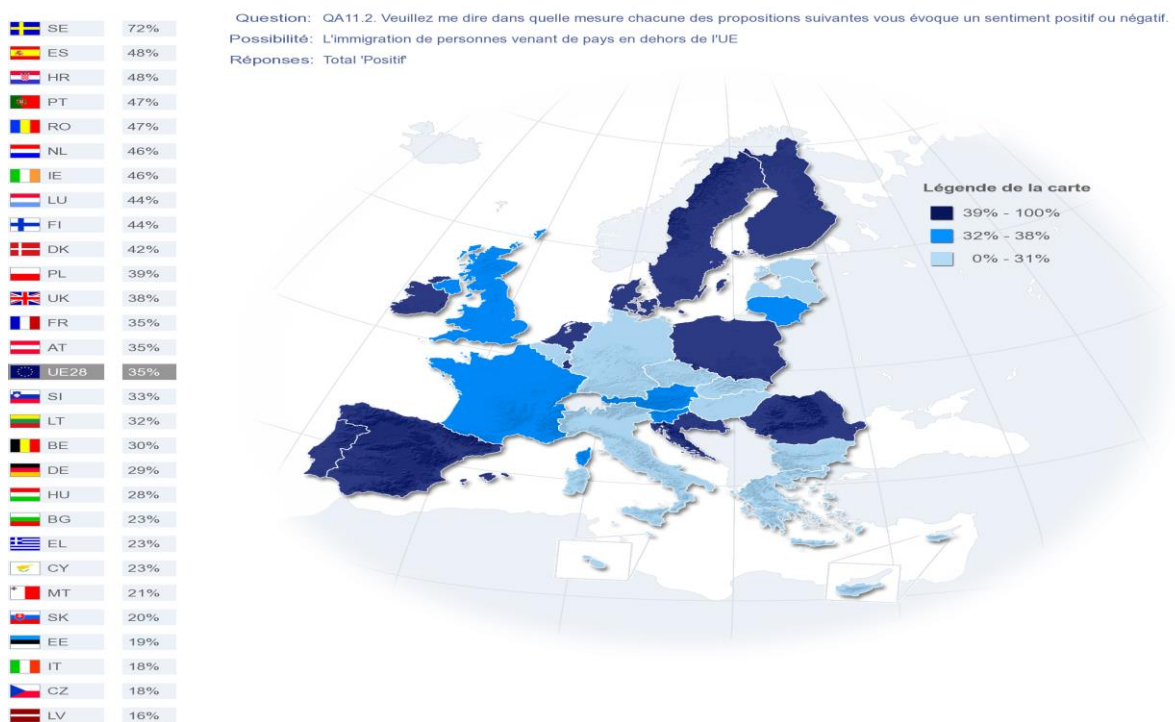 Question: QA11.2. Veuillez me dire dans quelle mesure chacune des propositions suivantes vous évoque un sentiment positif ou négatif.
Possibilité: L'immigration de personnes venant de pays en dehors de l'UE
Réponses: Total 'Positif'
SE 72%
ES 48%
HR 48%
PT 47%
RO 47%
NL 46%
IE 46%
LU 44%
FI 44%
DK 42%
PL 39%
UK 38%
FR 35%
AT 35%
UE28 35%
SI 33%
LT 32%
BE 30%
DE 29%
HU 28%
BG 23%
EL 23%
CY 23%
MT 21%
SK 20%
EE 19%
IT 18%
CZ 18%
LV 16%
Légende de la carte
39% - 100%
32% - 38%
0% - 31%